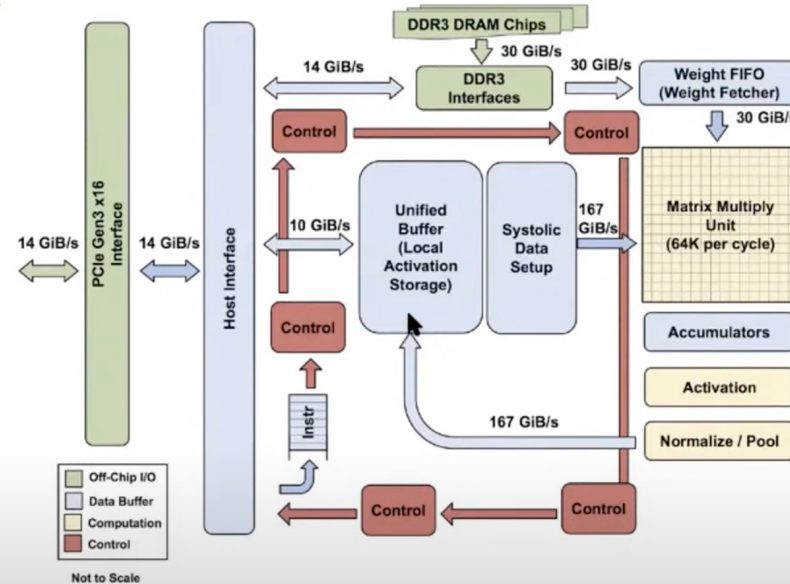 DDR3 DRAM Chips
30 GiB/s
14 GiB/s
DDR3
Interfaces
30 GiB/s
Weight FIFO
(Weight Fetcher)
30 GiB/s
Control
Control
PCIe Gen3 x16
Interface
14 GiB/s
14 GiB/s
Host Interface
10 GiB/s
Unified
Buffer
(Local
Activation
Storage)
Systolic
Data
Setup
167
GiB/s
Matrix Multiply
Unit
(64K per cycle)
Control
Accumulators
Activation
Instr
167 GiB/s
Normalize / Pool
Off-Chip I/O
Data Buffer
Computation
Control
Control
Control
Not to Scale